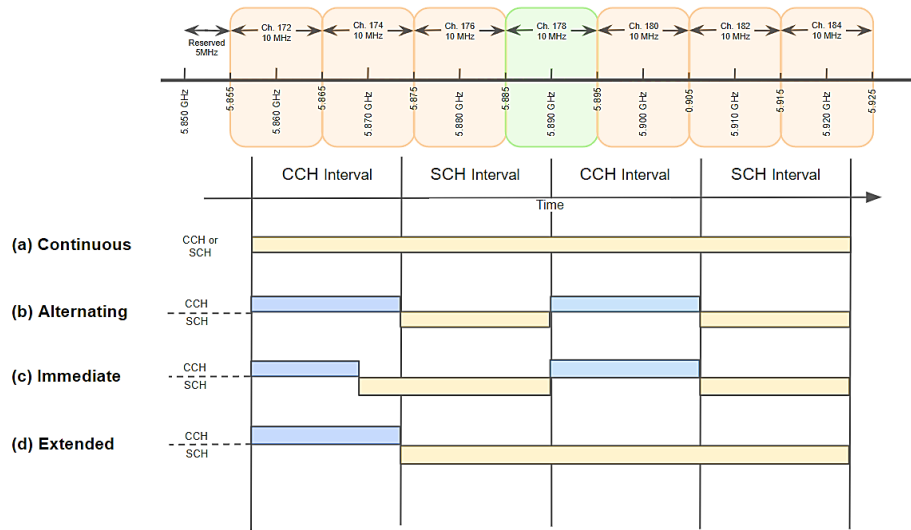 Reserved
5MHz
Ch. 172
10 MHz
Ch. 174
10 MHz
Ch. 176
10 MHz
Ch. 178
10 MHz
Ch. 180
10 MHz
Ch. 182
10 MHz
Ch. 184
10 MHz
5.850 GHz
5.855
5.860 GHz
5.865
5.870 GHz
5.875
5.880 GHz
5.885
5.890 GHz
5.895
5.900 GHz
0.905
5.910 GHz
5.915
5.920 GHz
5.925
CCH Interval
SCH Interval
CCH Interval
SCH Interval
Time
(a) Continuous
CCH or
SCH
(b) Alternating
CCH
SCH
(c) Immediate
CCH
SCH
(d) Extended
CCH
SCH